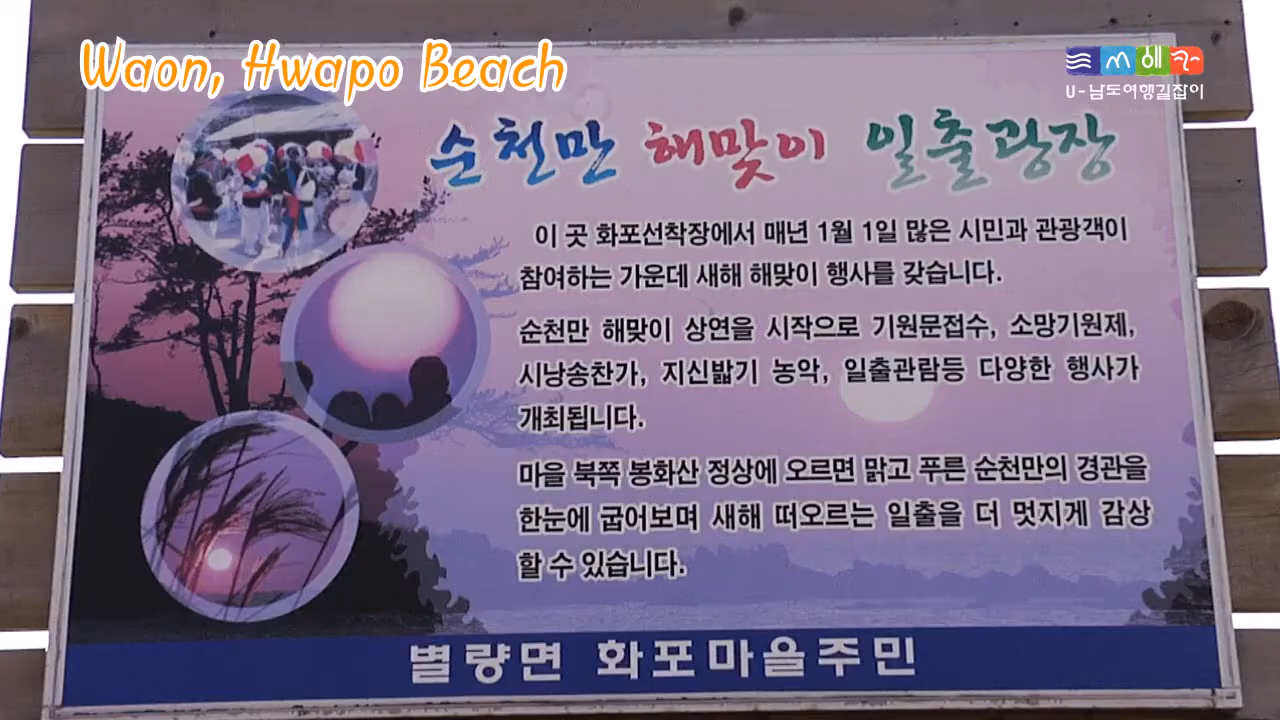 Waon, Hwapo Beach
U-남도여행길잡이
순천만 해맞이 일출광장
이 곳 화포선착장에서 매년 1월 1일 많은 시민과 관광객이
참여하는 가운데 새해 해맞이 행사를 갖습니다.
순천만 해맞이 상연을 시작으로 기원문접수, 소망기원제,
시낭송찬가, 지신밟기 농악, 일출관람등 다양한 행사가
개최됩니다.
마을 북쪽 봉화산 정상에 오르면 맑고 푸른 순천만의 경관을
한눈에 굽어보며 새해 떠오르는 일출을 더 멋지게 감상
할 수 있습니다.
별량면 화포마을주민